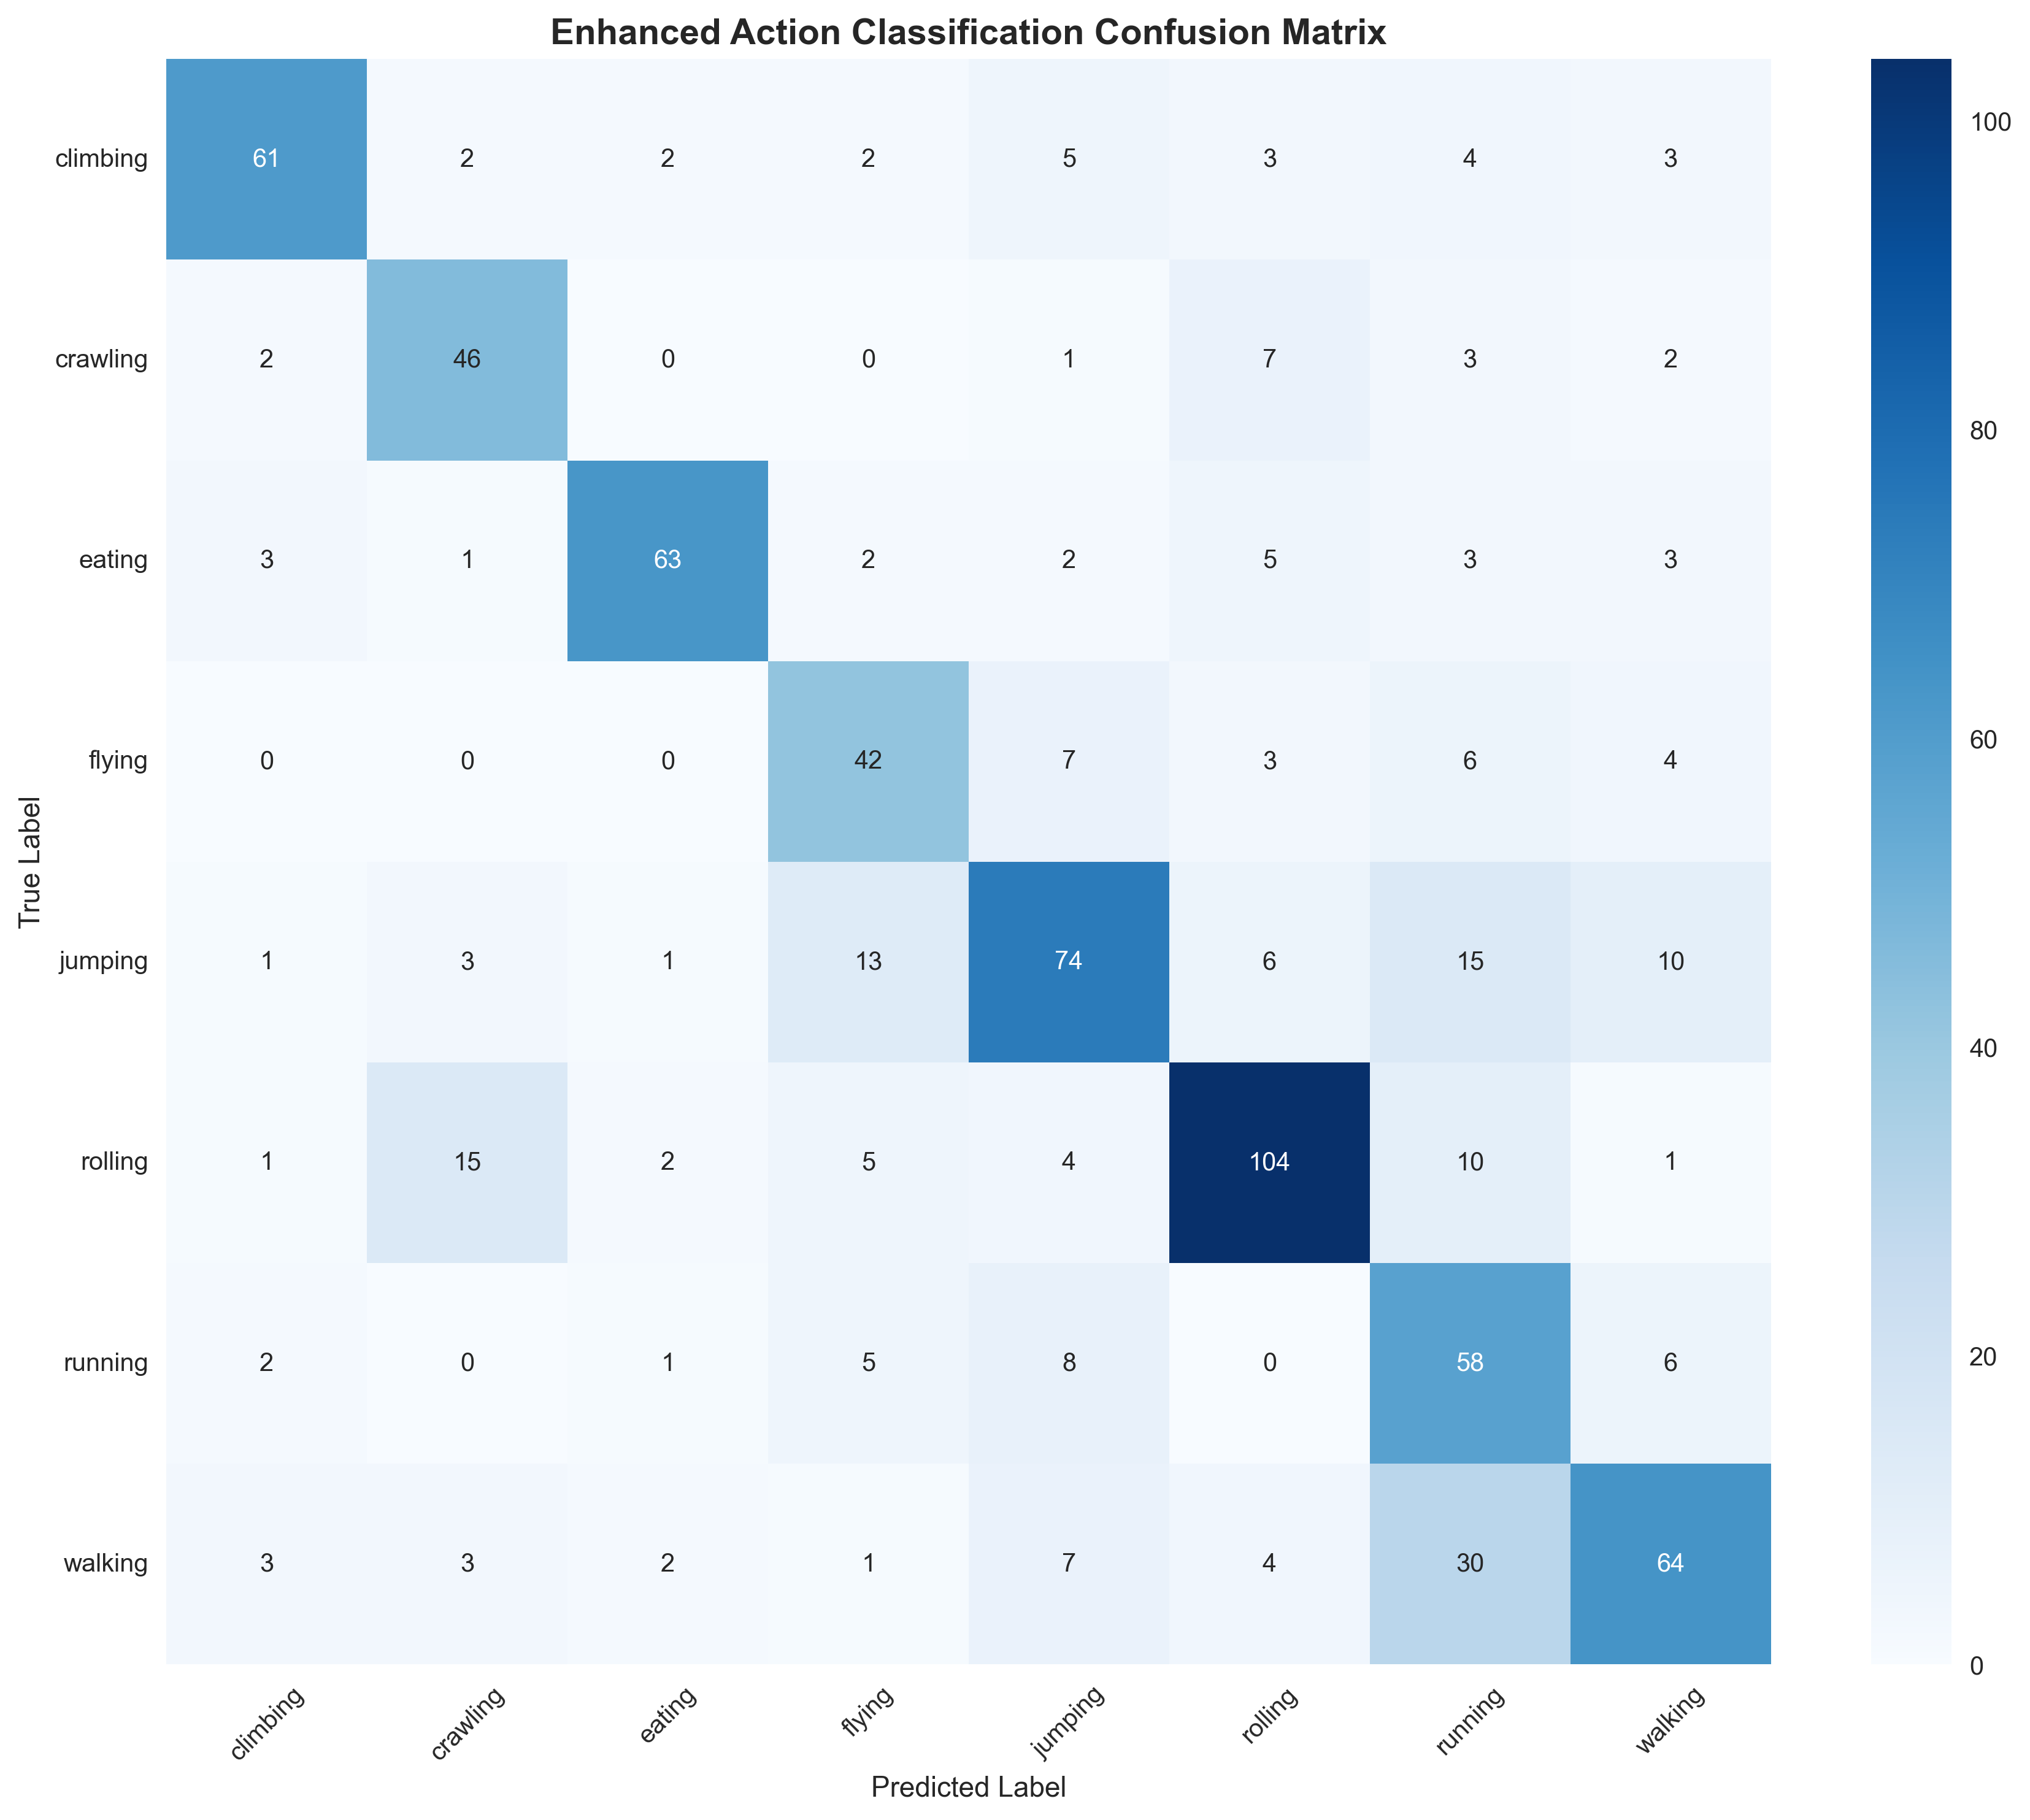 Enhanced Action Classification Confusion Matrix
climbing 61 2 2 2 5 3 4 3
crawling 2 46 0 0 1 7 3 2
eating 3 1 63 2 2 5 3 3
flying 0 0 0 42 7 3 6 4
jumping 1 3 1 13 74 6 15 10
rolling 1 15 2 5 4 104 10 1
running 2 0 1 5 8 0 58 6
walking 3 3 2 1 7 4 30 64
climbing crawling eating flying jumping rolling running walking
Predicted Label
True Label
100
80
60
40
20
0